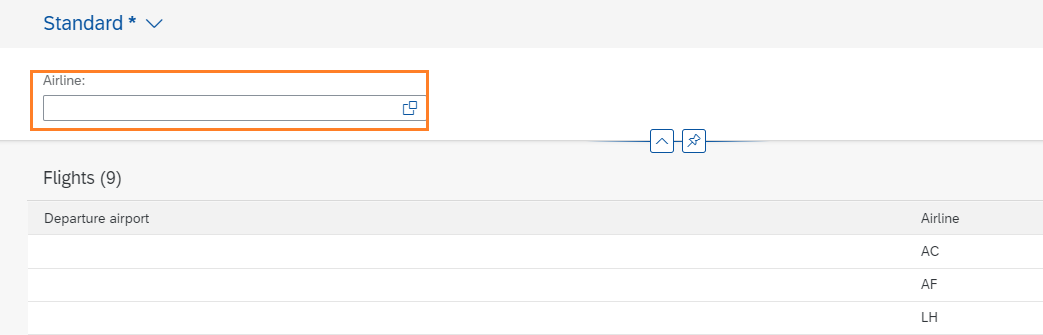 Standard *
Airline:
Flights (9)
Departure airport Airline
AC
AF
LH